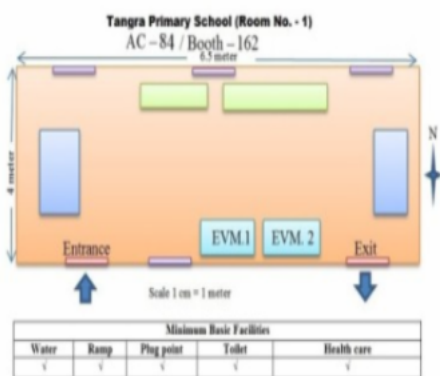 Tangra Primary School (Room No. - 1)
AC – 84 / Booth – 162
6.5 meter
4 meter
N
EVM.1 EVM. 2
Entrance Exit
Scale 1 cm = 1 meter
Minimum Basic Facilities
Water Ramp Plug point Toilet Health care
√ √ √ √ √